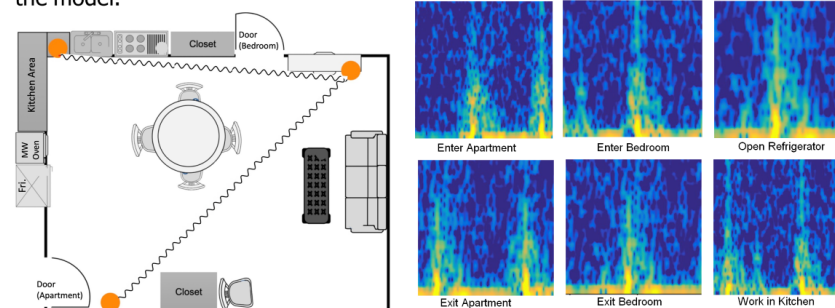 the model.
Closet
Door
(Bedroom)
Kitchen Area
MW
Oven
Fri.
Door
(Apartment)
Closet
Enter Apartment
Enter Bedroom
Open Refrigerator
Exit Apartment
Exit Bedroom
Work in Kitchen